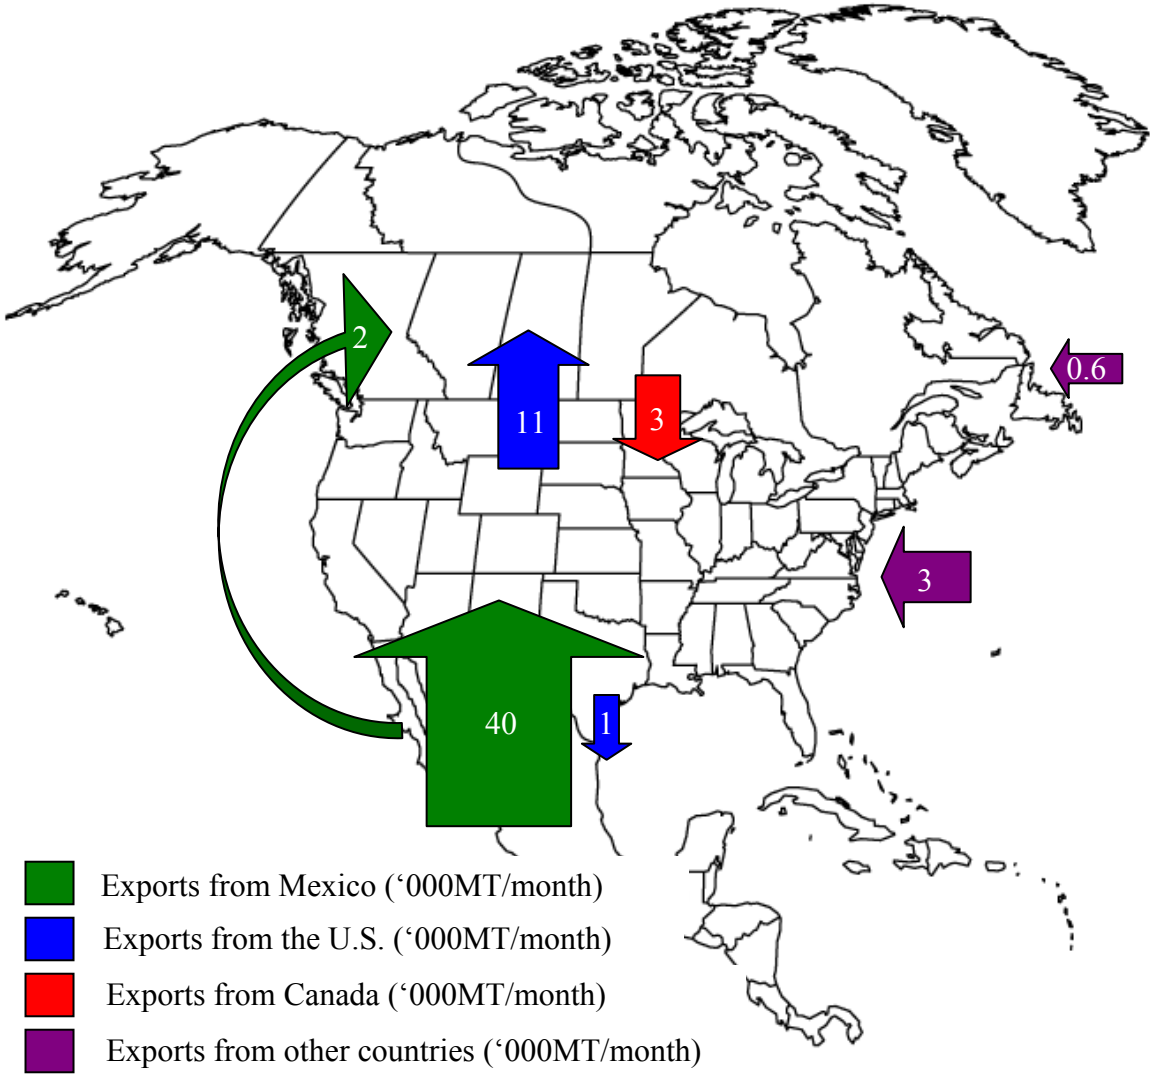 2
0.6
11
3
3
40
1
Exports from Mexico (‘000MT/month)
Exports from the U.S. (‘000MT/month)
Exports from Canada (‘000MT/month)
Exports from other countries (‘000MT/month)